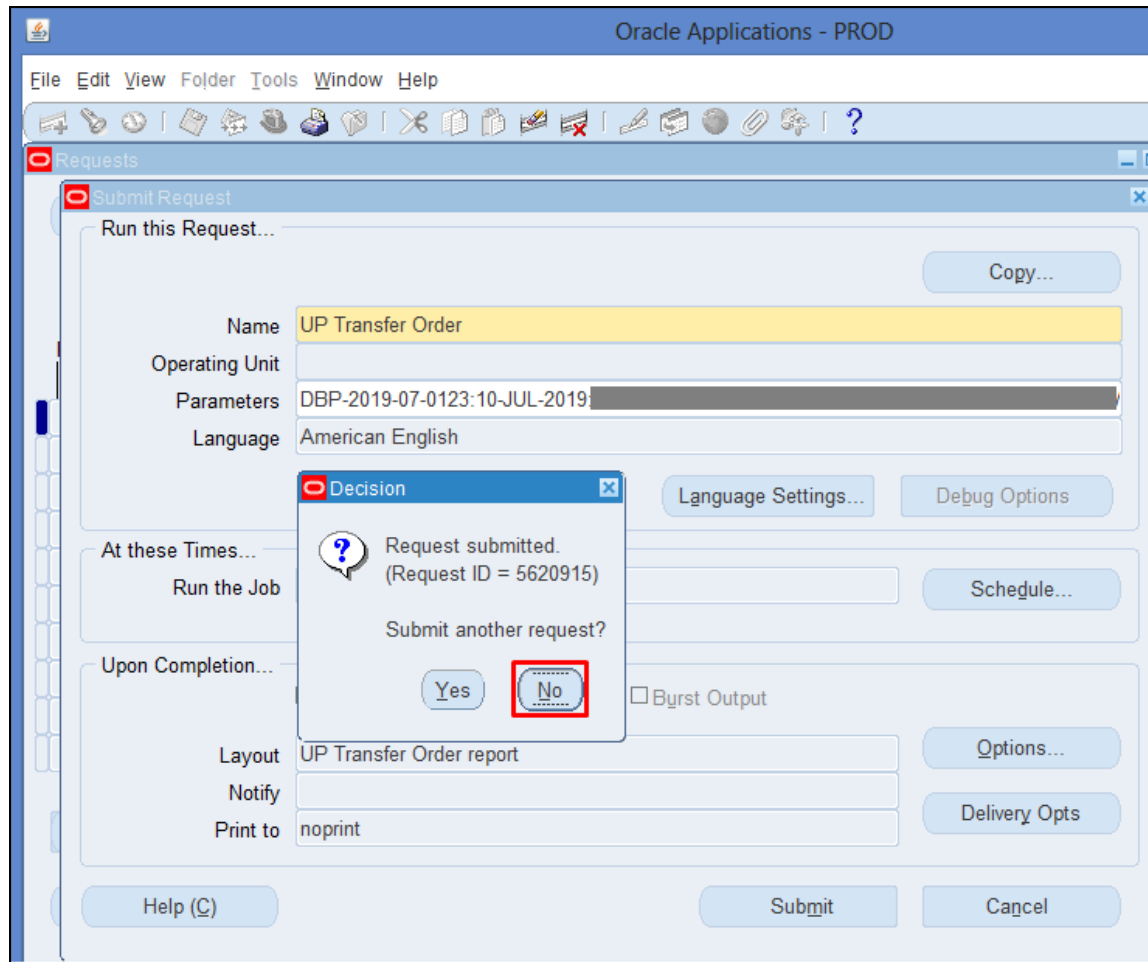 Oracle Applications - PROD
File Edit View Folder Tools Window Help
Requests
Submit Request
Run this Request...
Copy...
Name UP Transfer Order
Operating Unit
Parameters DBP-2019-07-0123:10-JUL-2019:
Language American English
Language Settings... Debug Options
At these Times...
Run the Job
Schedule...
Decision
Request submitted.
(Request ID = 5620915)
Submit another request?
Yes No
Upon Completion...
Burst Output
Layout UP Transfer Order report
Options...
Notify
Delivery Opts
Print to noprint
Help (C) Submit Cancel